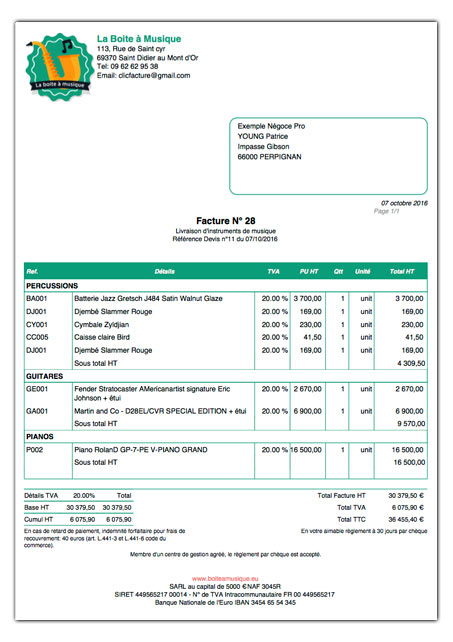 La boite à musique
La Boite à Musique
113, Rue de Saint cyr
69370 Saint Didier au Mont d'Or
Tel: 09 62 62 95 38
Email: clicfacture@gmail.com
Exemple Négoce Pro
YOUNG Patrice
Impasse Gibson
66000 PERPIGNAN
07 octobre 2016
Page 1/1
Facture N° 28
Livraison d'instruments de musique
Référence Devis n°11 du 07/10/2016
Ref. Détails TVA PU HT Qtt Unité Total HT
PERCUSSIONS
BA001 Batterie Jazz Gretsch J484 Satin Walnut Glaze 20.00 % 3 700,00 1 unit 3 700,00
DJ001 Djembé Slammer Rouge 20.00 % 169,00 1 unit 169,00
CY001 Cymbale Zyldjian 20.00 % 230,00 1 unit 230,00
CC005 Caisse claire Bird 20.00 % 41,50 1 unit 41,50
DJ001 Djembé Slammer Rouge 20.00 % 169,00 1 unit 169,00
Sous total HT 4 309,50
GUITARES
GE001 Fender Stratocaster AMericanartist signature Eric 20.00 % 2 670,00 1 unit 2 670,00
Johnson + étui
GA001 Martin and Co - D28EL/CVR SPECIAL EDITION + étui 20.00 % 6 900,00 1 unit 6 900,00
Sous total HT 9 570,00
PIANOS
P002 Piano RolanD GP-7-PE V-PIANO GRAND 20.00 % 16 500,00 1 unit 16 500,00
Sous total HT 16 500,00
Détails TVA 20.00% Total Total Facture HT 30 379,50 €
Base HT 30 379,50 30 379,50 Total TVA 6 075,90 €
Cumul HT 6 075,90 6 075,90 Total TTC 36 455,40 €
En cas de retard de paiement, indemnité forfaitaire pour frais de En votre aimable règlement à 30 jours par chèque
recouvrement: 40 euros (art. L.441-3 et L.441-6 code du
commerce).
Membre d'un centre de gestion agréé, le règlement par chèque est accepté.
www.boiteamusique.eu
SARL au capital de 5000 € NAF 3045R
SIRET 449565217 00014 - N° de TVA Intracommunautaire FR 00 449565217
Banque Nationale de l'Euro IBAN 3454 65 54 345